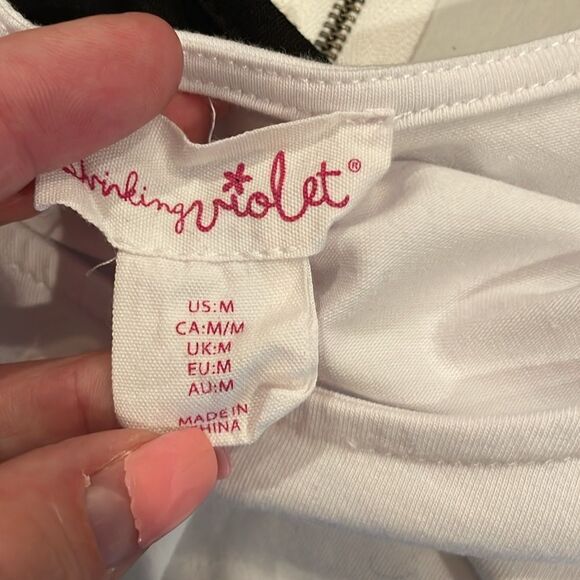 shrinking violet®
US:M
CA:M/M
UK:M
EU:M
AU:M
MADE IN
CHINA